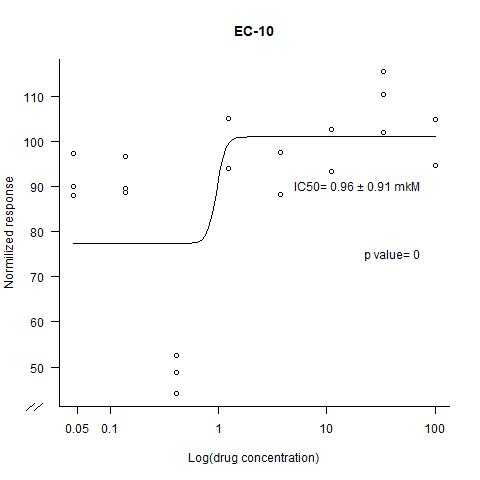 EC-10
Normilized response
110
100
90
80
70
60
50
IC50= 0.96 ± 0.91 mkM
p value= 0
0.05 0.1 1 10 100
Log(drug concentration)